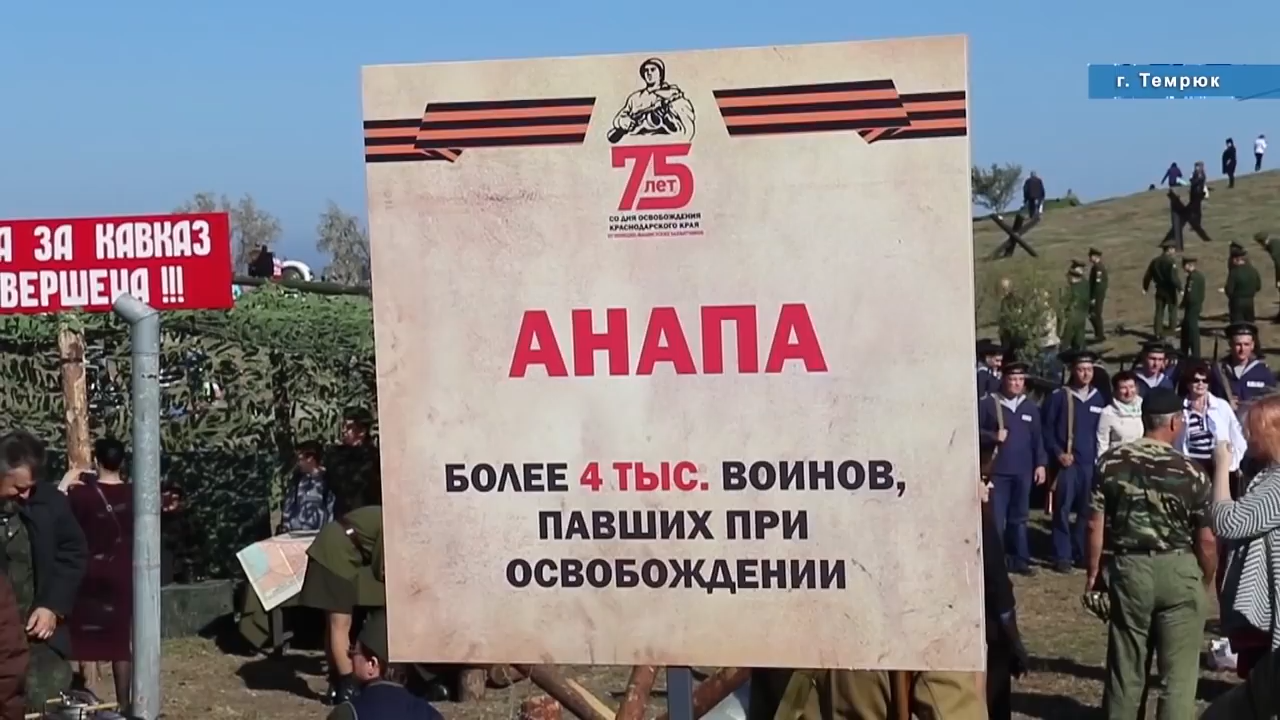 г. Темрюк
А ЗА КАВКАЗ
ВЕРШЕНА !!!
75
лет
СО ДНЯ ОСВОБОЖДЕНИЯ
КРАСНОДАРСКОГО КРАЯ
АНАПА
БОЛЕЕ 4 ТЫС. ВОИНОВ,
ПАВШИХ ПРИ
ОСВОБОЖДЕНИИ